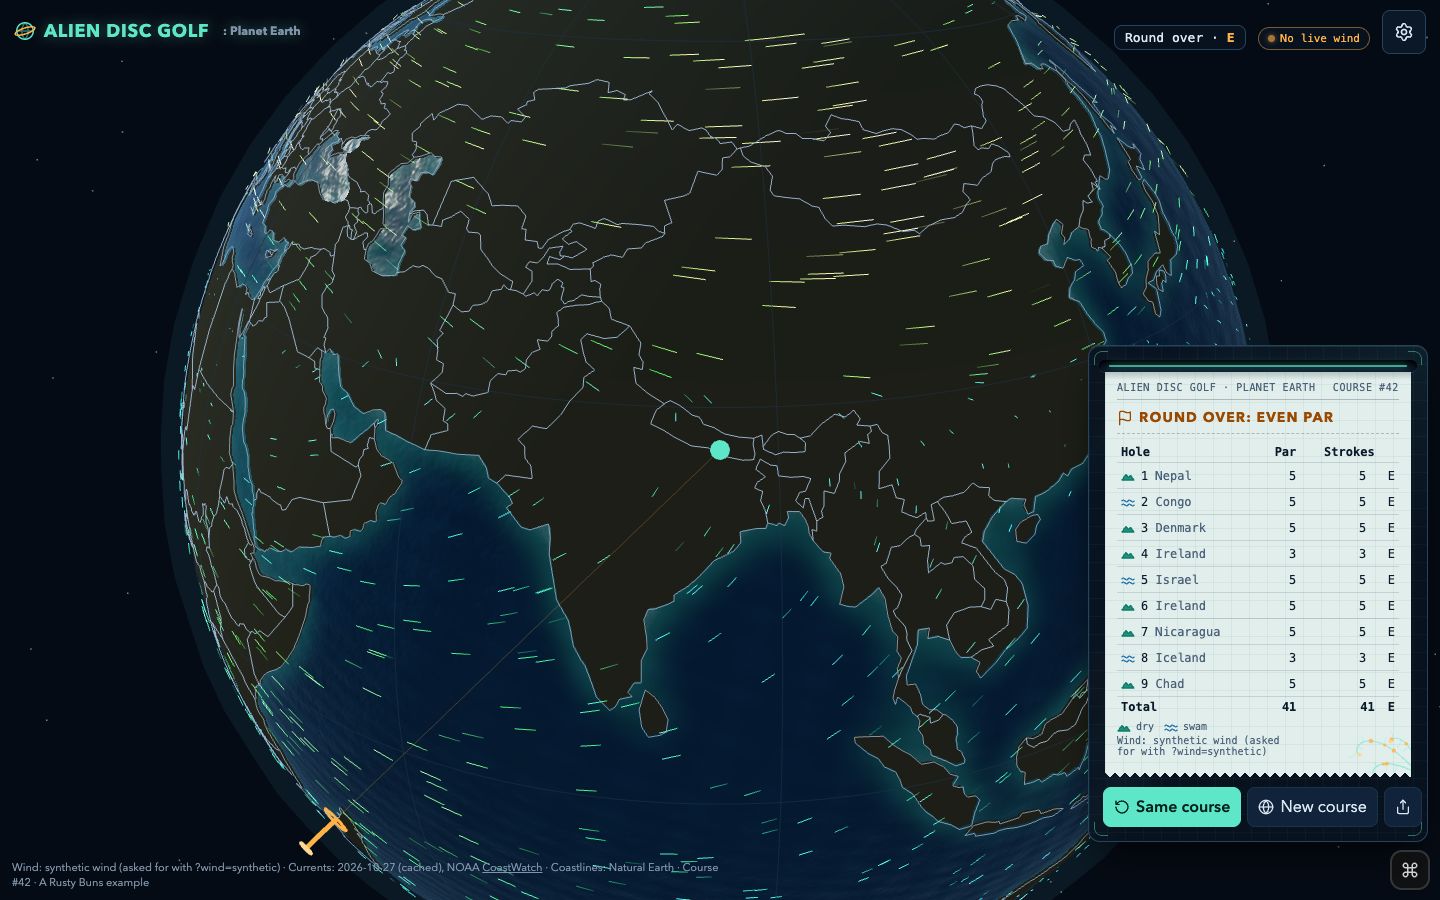 ALIEN DISC GOLF : Planet Earth
Round over · E
No live wind
ALIEN DISC GOLF · PLANET EARTH COURSE #42
ROUND OVER: EVEN PAR
Hole Par Strokes
1 Nepal 5 5 E
2 Congo 5 5 E
3 Denmark 5 5 E
4 Ireland 3 3 E
5 Israel 5 5 E
6 Ireland 5 5 E
7 Nicaragua 5 5 E
8 Iceland 3 3 E
9 Chad 5 5 E
Total 41 41 E
dry swam
Wind: synthetic wind (asked
for with ?wind=synthetic)
Same course New course
Wind: synthetic wind (asked for with ?wind=synthetic) · Currents: 2026-10-27 (cached), NOAA CoastWatch · Coastlines: Natural Earth · Course
#42 · A Rusty Buns example
⌘